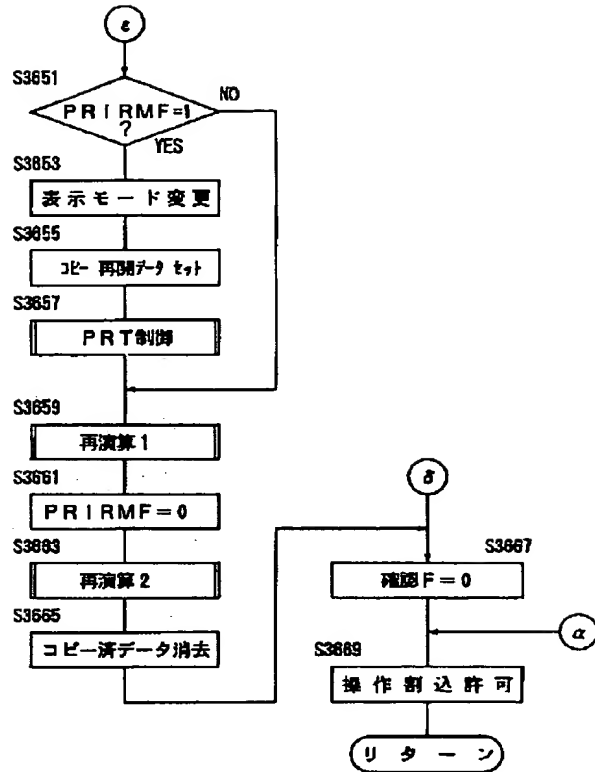 ε
S3651
PRIRMF=1
?
NO
YES
S3653
表示モード変更
S3655
コピー 再開データ セット
S3657
PRT制御
S3659
再演算1
S3661
PRIRMF=0
S3663
再演算2
S3665
コピー済データ消去
δ
S3667
確認F=0
α
S3669
操作割込許可
リターン